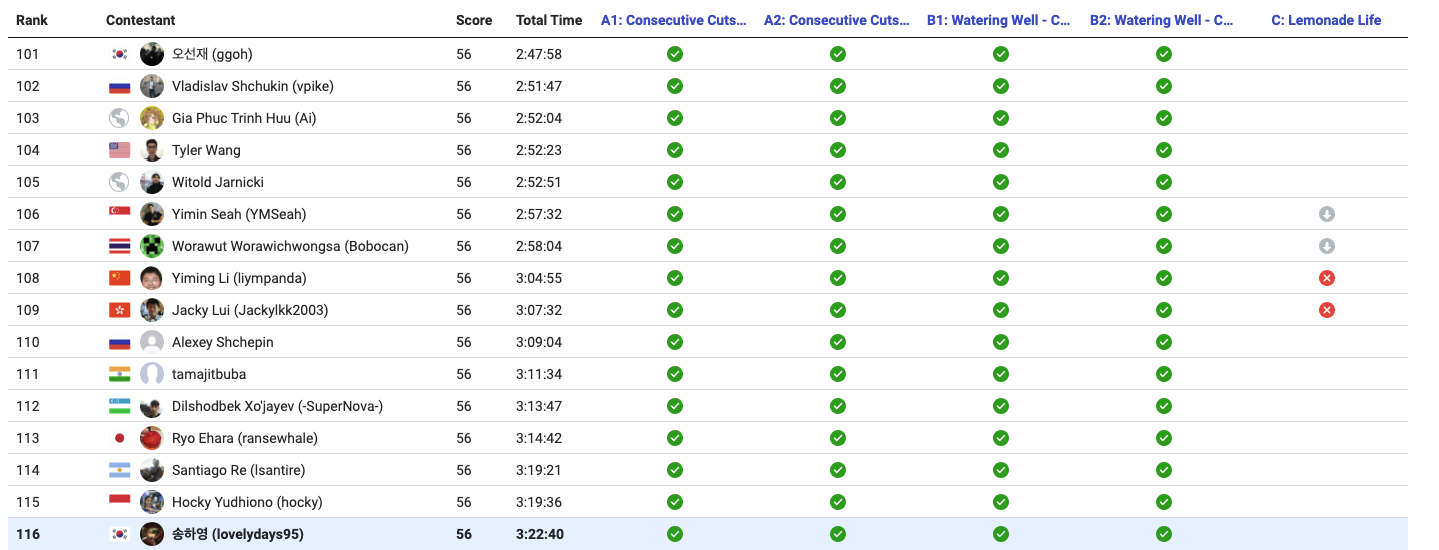 Rank Contestant Score Total Time A1: Consecutive Cuts... A2: Consecutive Cuts... B1: Watering Well - C... B2: Watering Well - C... C: Lemonade Life
101 오선재 (ggoh) 56 2:47:58
102 Vladislav Shchukin (vpike) 56 2:51:47
103 Gia Phuc Trinh Huu (Ai) 56 2:52:04
104 Tyler Wang 56 2:52:23
105 Witold Jarnicki 56 2:52:51
106 Yimin Seah (YMSeah) 56 2:57:32
107 Worawut Worawichwongsa (Bobocan) 56 2:58:04
108 Yiming Li (liympanda) 56 3:04:55
109 Jacky Lui (Jackylkk2003) 56 3:07:32
110 Alexey Shchepin 56 3:09:04
111 tamajitbuba 56 3:11:34
112 Dilshodbek Xo'jayev (-SuperNova-) 56 3:13:47
113 Ryo Ehara (ransewhale) 56 3:14:42
114 Santiago Re (lsantire) 56 3:19:21
115 Hocky Yudhiono (hocky) 56 3:19:36
116 송하영 (lovelydays95) 56 3:22:40